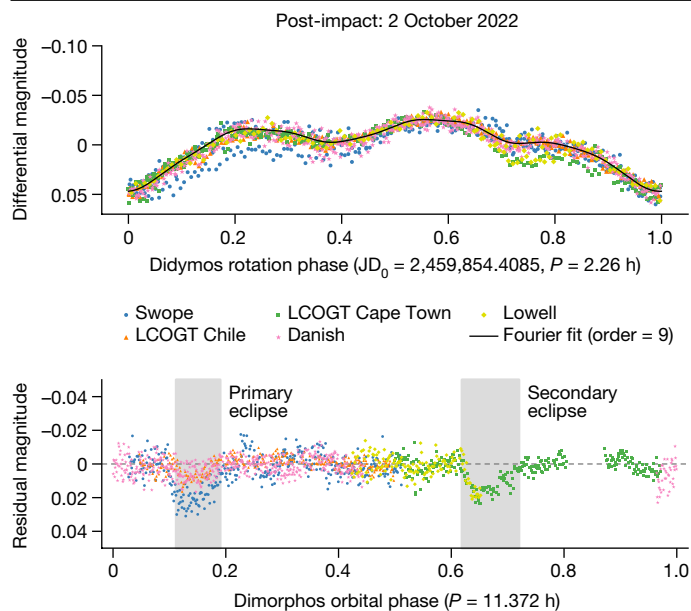 Post-impact: 2 October 2022
Differential magnitude
−0.10
−0.05
0
0.05
0 0.2 0.4 0.6 0.8 1.0
Didymos rotation phase (JD₀ = 2,459,854.4085, P = 2.26 h)
Swope LCOGT Cape Town Lowell
LCOGT Chile Danish Fourier fit (order = 9)
Residual magnitude
−0.04
−0.02
0
0.02
0.04
Primary
eclipse
Secondary
eclipse
0.0 0.2 0.4 0.6 0.8 1.0
Dimorphos orbital phase (P = 11.372 h)